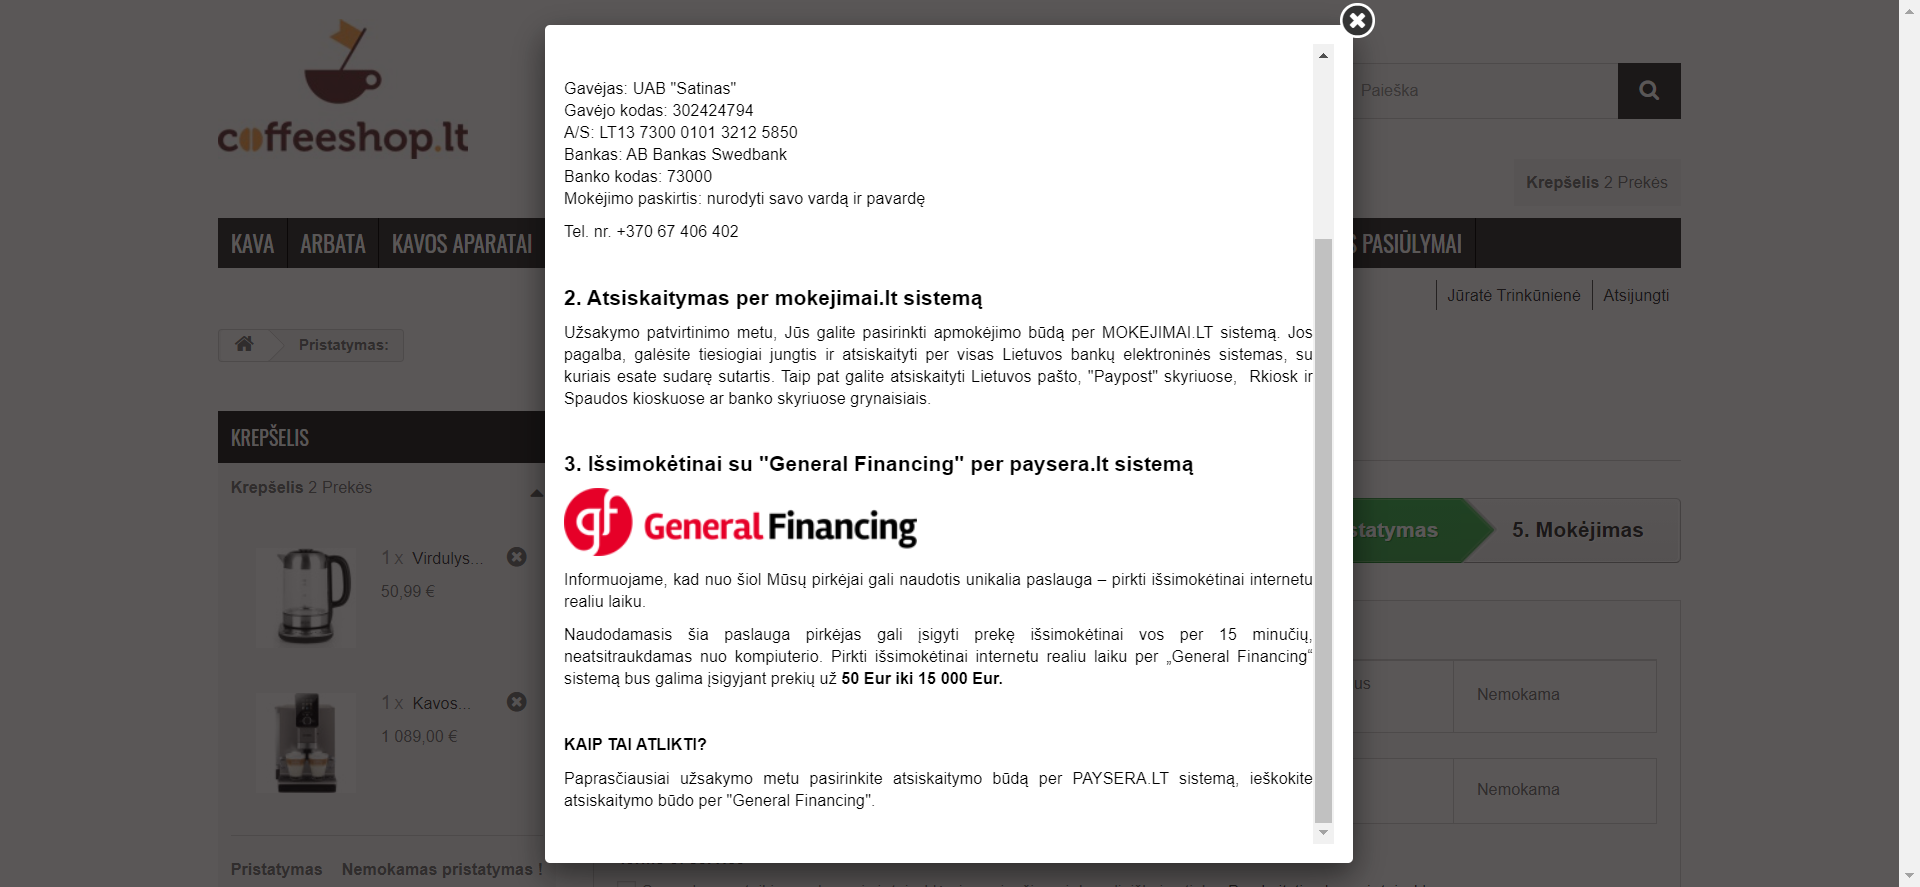 coffeeshop.lt
Paieška
Krepšelis 2 Prekės
KAVA
ARBATA
KAVOS APARATAI
PASIŪLYMAI
Jūratė Trinkūnienė
Atsijungti
Pristatymas:
KREPŠELIS
Krepšelis 2 Prekės
1 x Virdulys...
50,99 €
1 x Kavos...
1 089,00 €
Pristatymas Nemokamas pristatymas !
Gavėjas: UAB "Satinas"
Gavėjo kodas: 302424794
A/S: LT13 7300 0101 3212 5850
Bankas: AB Bankas Swedbank
Banko kodas: 73000
Mokėjimo paskirtis: nurodyti savo vardą ir pavardę
Tel. nr. +370 67 406 402
2. Atsiskaitymas per mokejimai.lt sistemą
Užsakymo patvirtinimo metu, Jūs galite pasirinkti apmokėjimo būdą per MOKEJIMAI.LT sistemą. Jos
pagalba, galėsite tiesiogiai jungtis ir atsiskaityti per visas Lietuvos bankų elektroninės sistemas, su
kuriais esate sudarę sutartis. Taip pat galite atsiskaityti Lietuvos pašto, "Paypost" skyriuose, Rkiosk ir
Spaudos kioskuose ar banko skyriuose grynaisiais.
3. Išsimokėtinai su "General Financing" per paysera.lt sistemą
gf General Financing
Informuojame, kad nuo šiol Mūsų pirkėjai gali naudotis unikalia paslauga – pirkti išsimokėtinai internetu
realiu laiku.
Naudodamasis šia paslauga pirkėjas gali įsigyti prekę išsimokėtinai vos per 15 minučių,
neatsitraukdamas nuo kompiuterio. Pirkti išsimokėtinai internetu realiu laiku per „General Financing“
sistemą bus galima įsigyjant prekių už 50 Eur iki 15 000 Eur.
KAIP TAI ATLIKTI?
Paprasčiausiai užsakymo metu pasirinkite atsiskaitymo būdą per PAYSERA.LT sistemą, ieškokite
atsiskaitymo būdo per "General Financing".
statymas
5. Mokėjimas
us
Nemokama
Nemokama